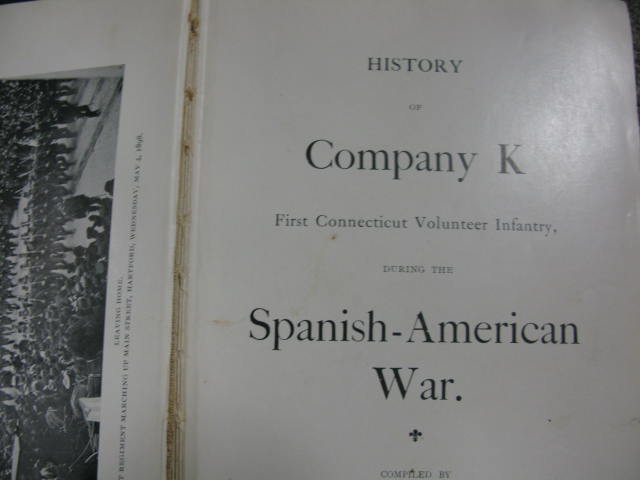 LEAVING HOME.
T REGIMENT MARCHING UP MAIN STREET, HARTFORD, WEDNESDAY, MAY 4, 1898.
HISTORY
OF
Company K
First Connecticut Volunteer Infantry,
DURING THE
Spanish-American
War.
COMPILED BY